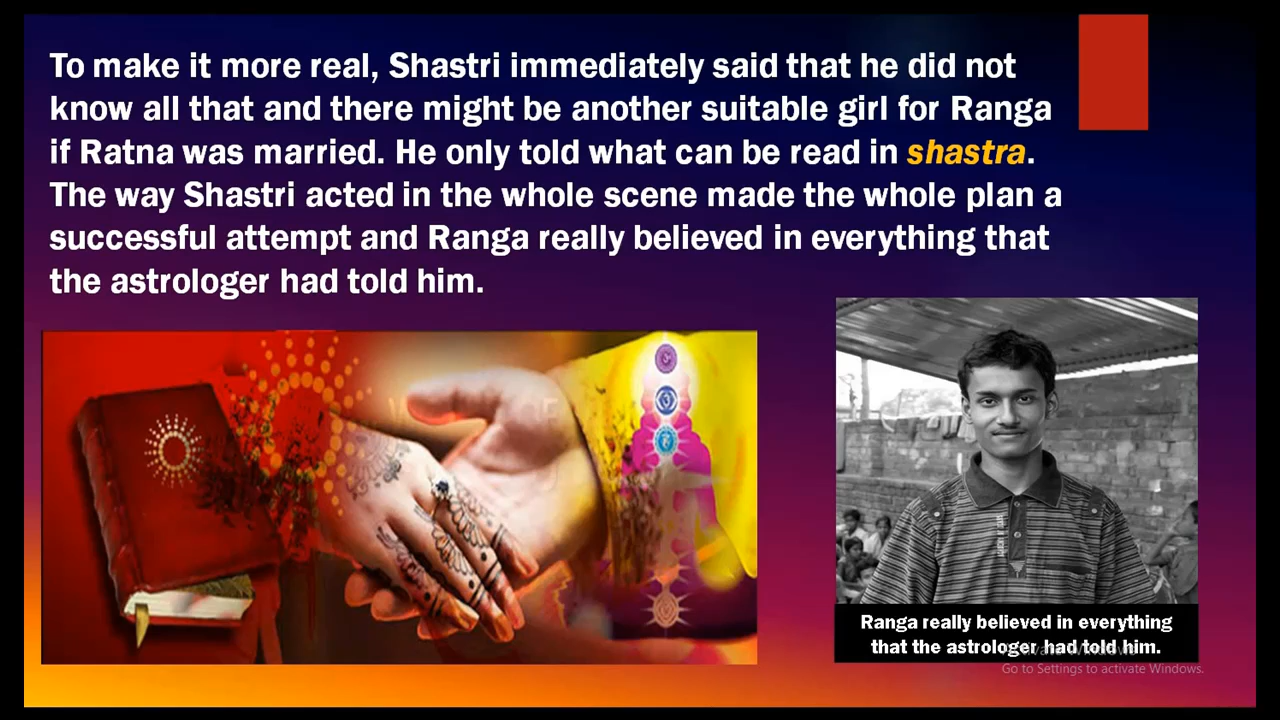 To make it more real, Shastri immediately said that he did not
know all that and there might be another suitable girl for Ranga
if Ratna was married. He only told what can be read in shastra.
The way Shastri acted in the whole scene made the whole plan a
successful attempt and Ranga really believed in everything that
the astrologer had told him.
Ranga really believed in everything
that the astrologer had told him.
Activate Windows
Go to Settings to activate Windows.